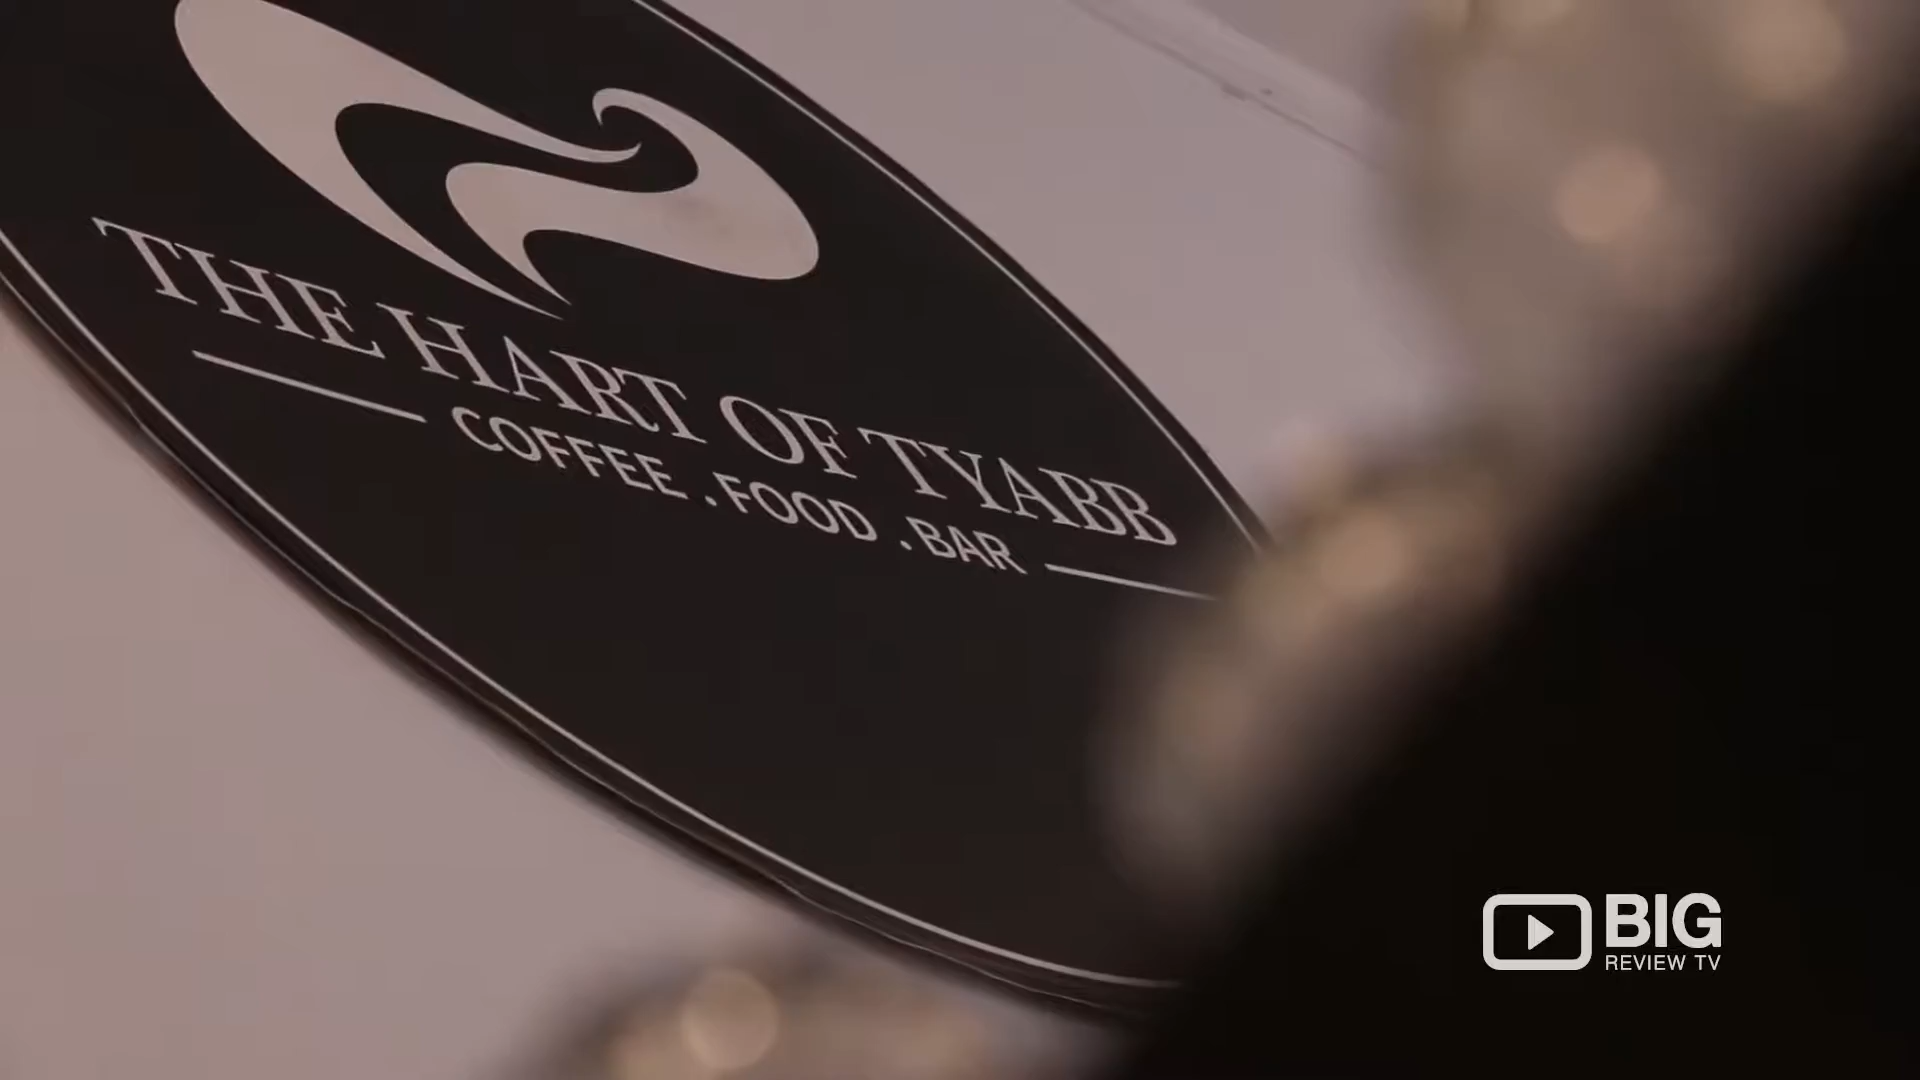 THE HART OF TYABB
COFFEE . FOOD . BAR
BIG
REVIEW TV